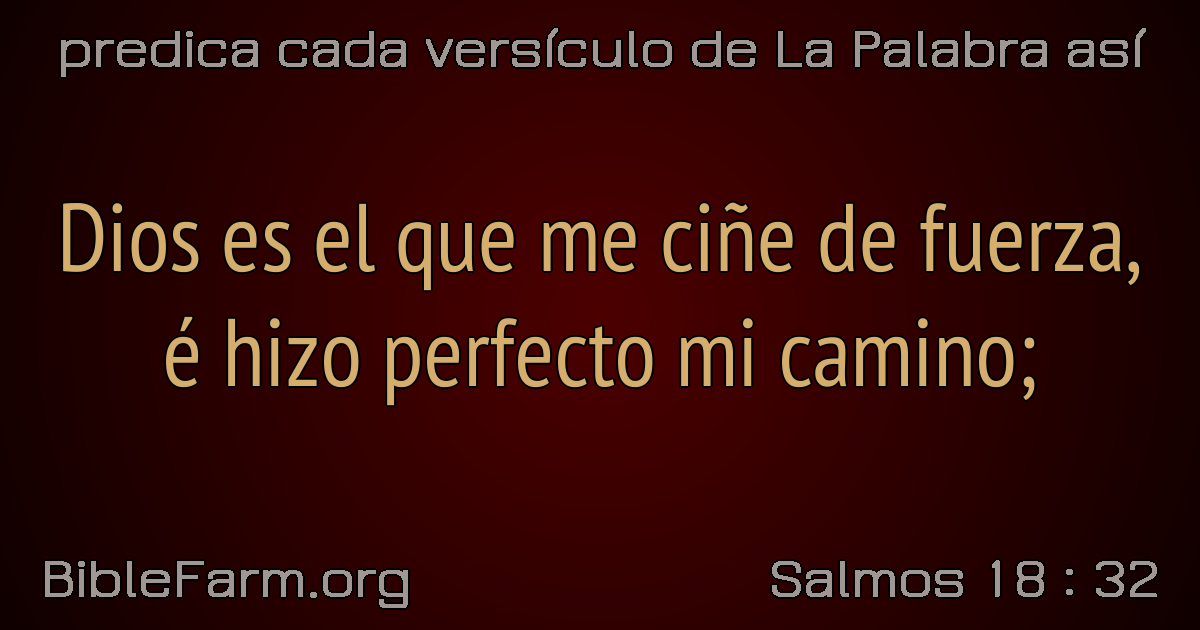 predica cada versículo de La Palabra así
Dios es el que me ciñe de fuerza,
é hizo perfecto mi camino;
BibleFarm.org
Salmos 18 : 32